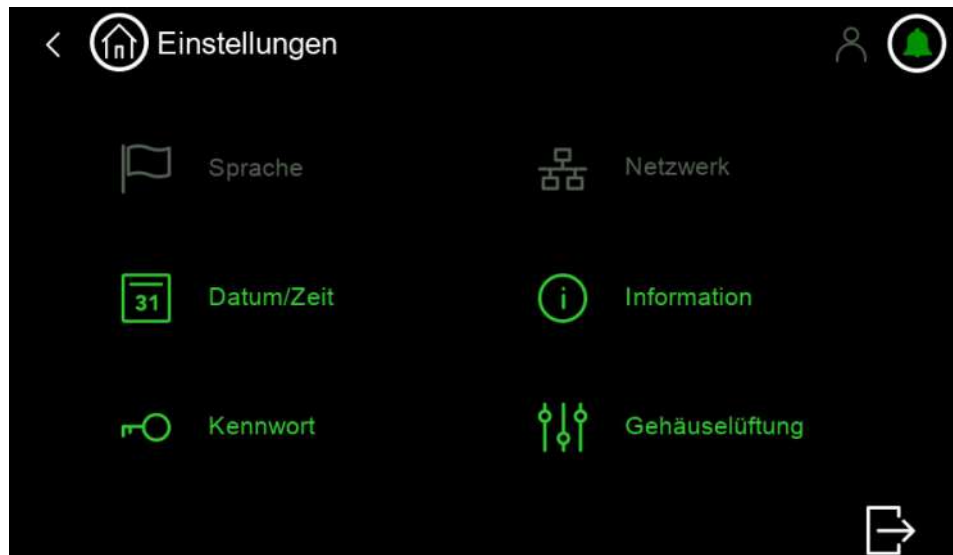 Einstellungen
Sprache
Netzwerk
31
Datum/Zeit
i
Information
Kennwort
Gehäuselüftung